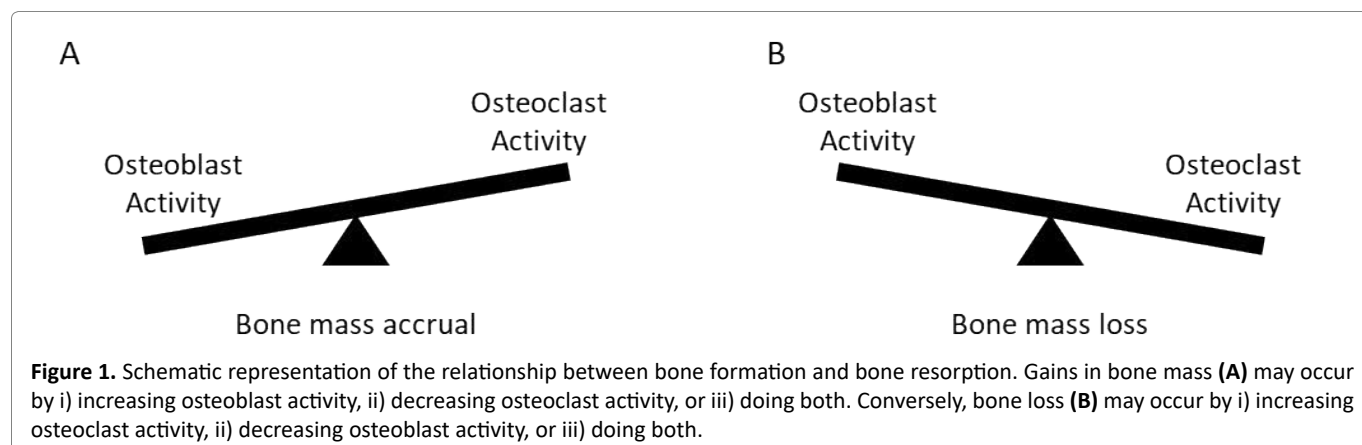 A
Osteoblast
Activity
Osteoclast
Activity
Bone mass accrual
B
Osteoblast
Activity
Osteoclast
Activity
Bone mass loss
Figure 1. Schematic representation of the relationship between bone formation and bone resorption. Gains in bone mass (A) may occur
by i) increasing osteoblast activity, ii) decreasing osteoclast activity, or iii) doing both. Conversely, bone loss (B) may occur by i) increasing
osteoclast activity, ii) decreasing osteoblast activity, or iii) doing both.